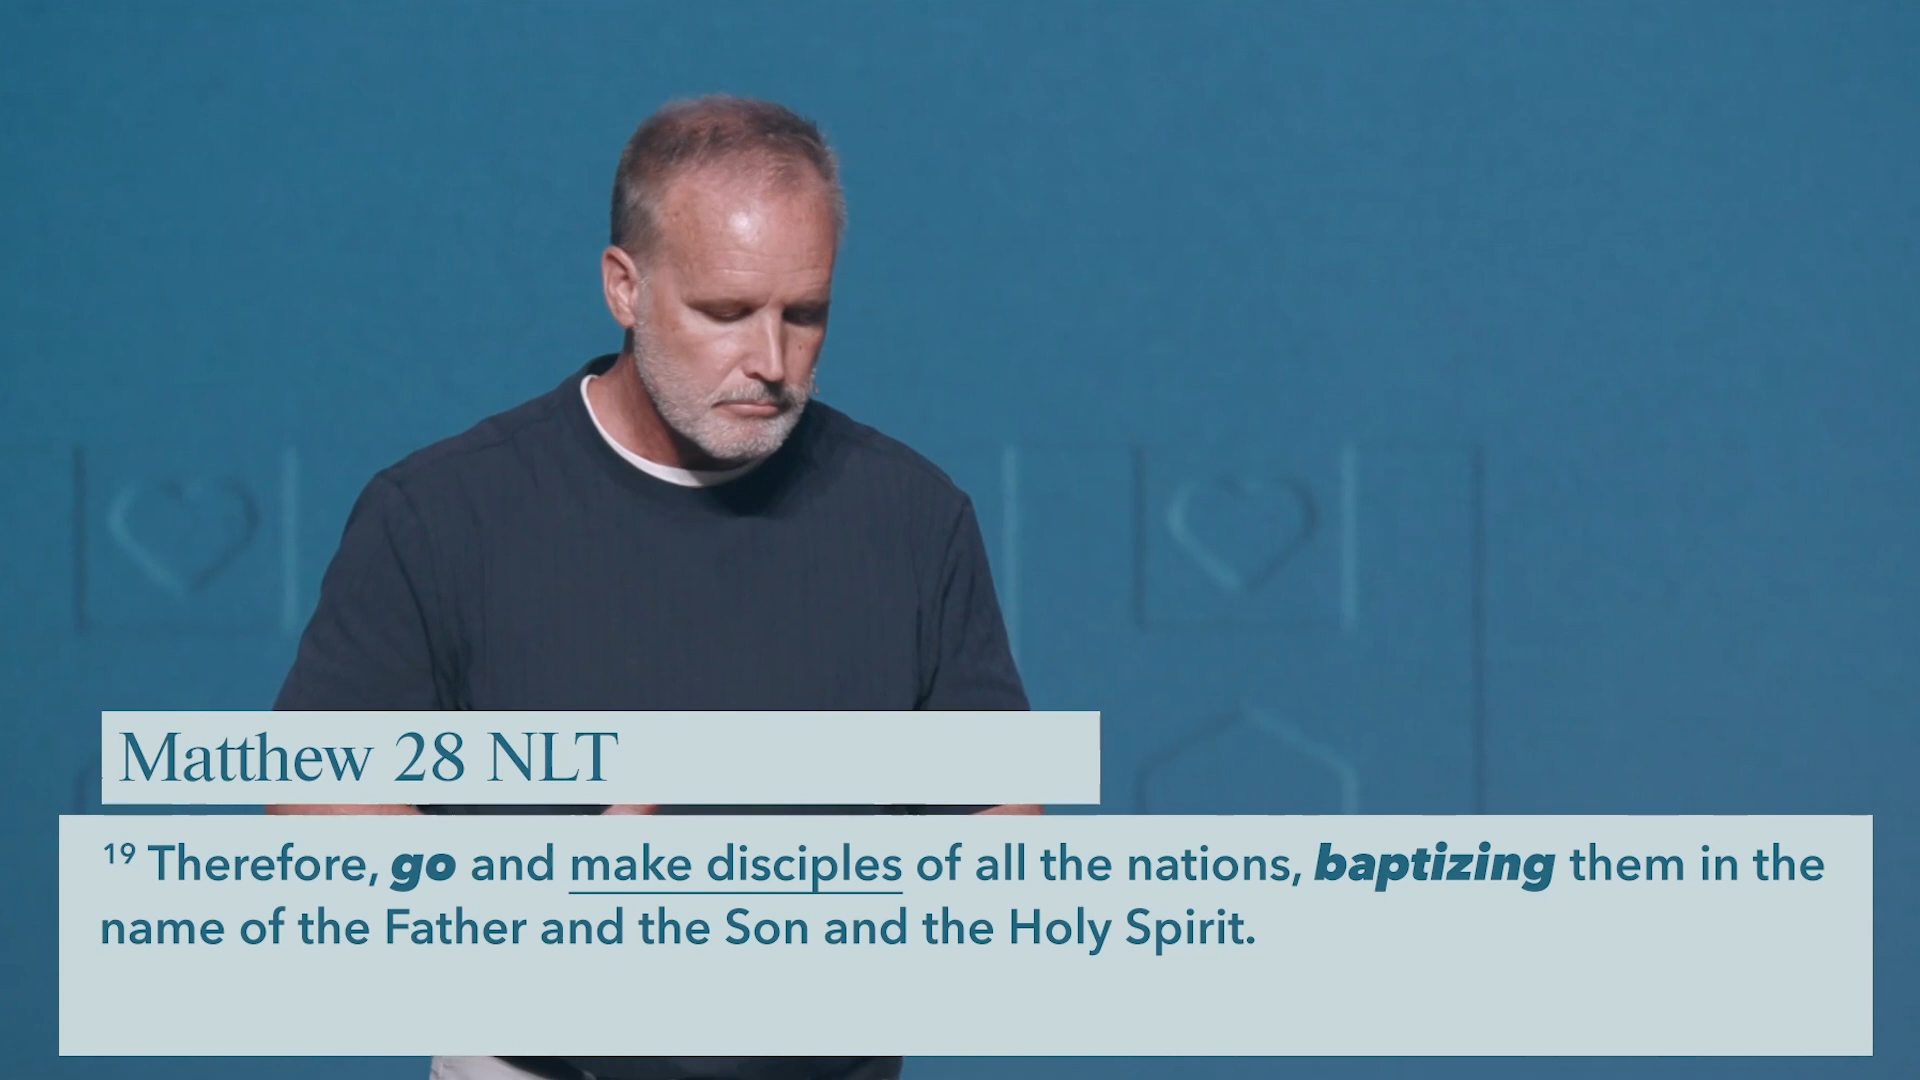 Matthew 28 NLT
19 Therefore, go and make disciples of all the nations, baptizing them in the
name of the Father and the Son and the Holy Spirit.